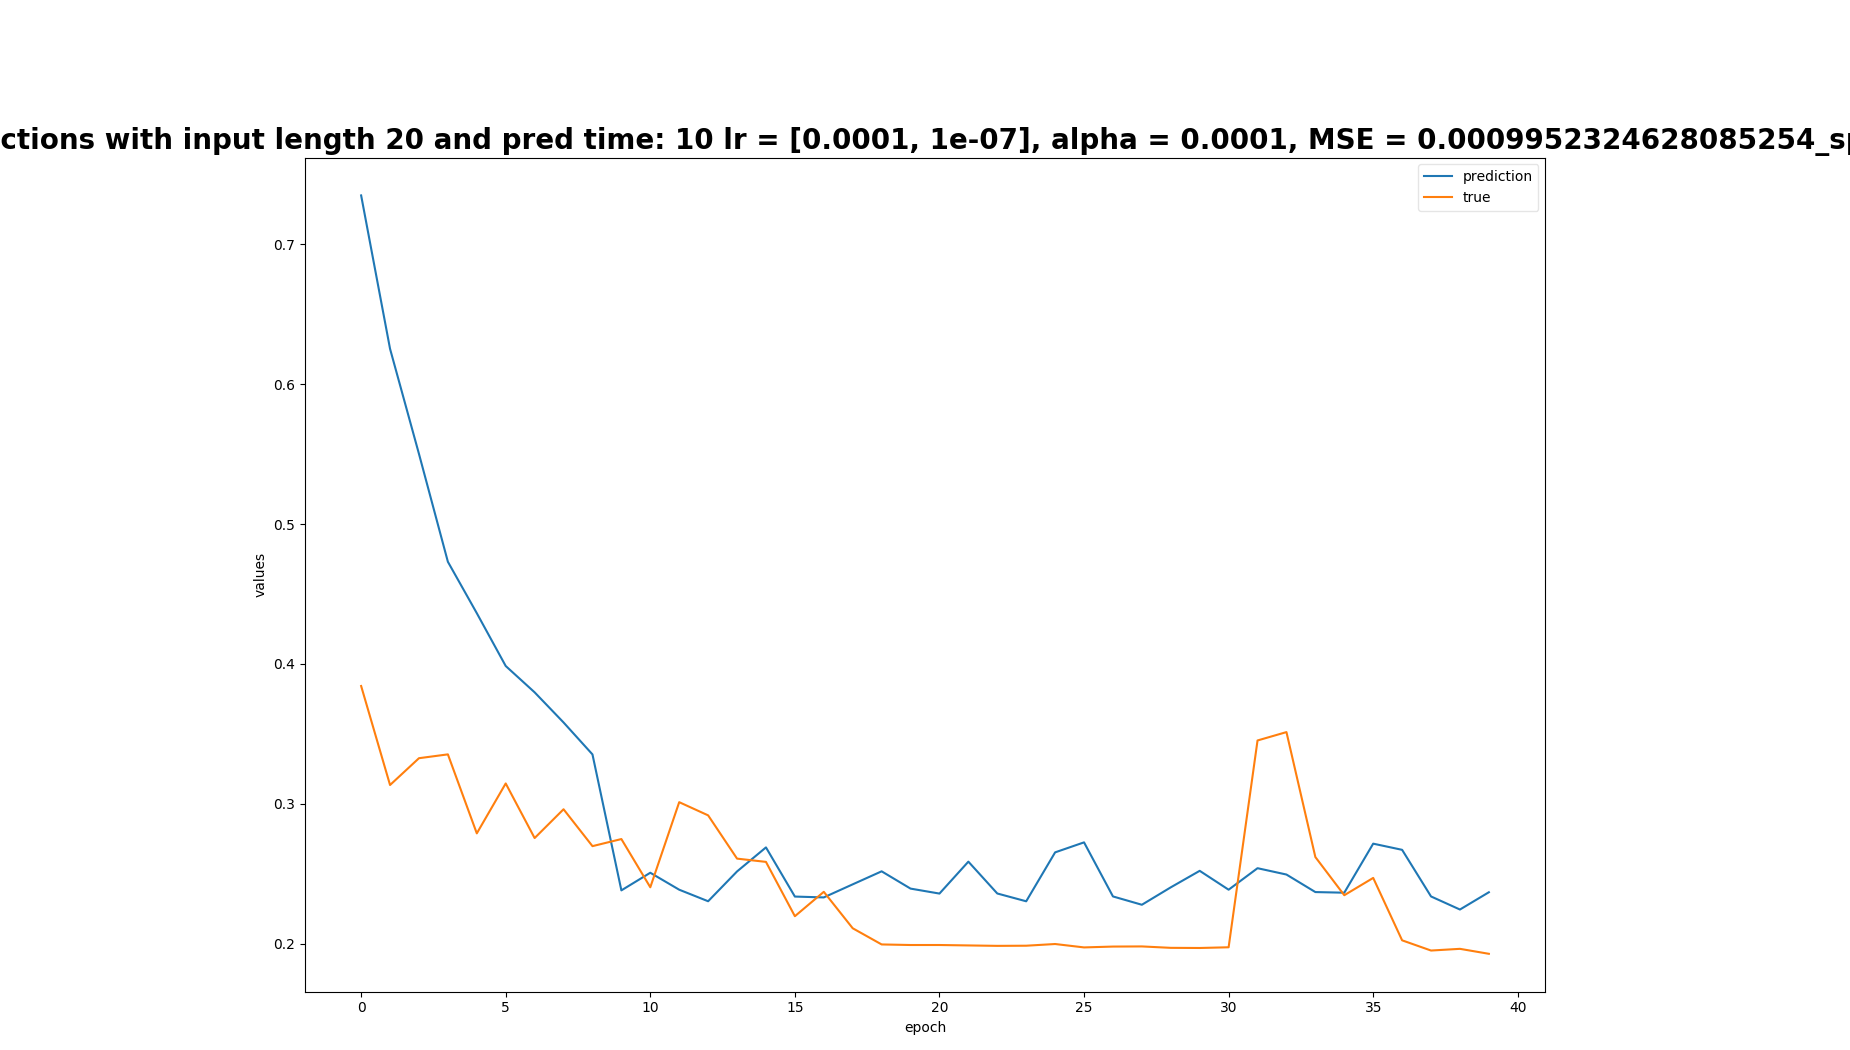 ctions with input length 20 and pred time: 10 lr = [0.0001, 1e-07], alpha = 0.0001, MSE = 0.0009952324628085254_sp
prediction
true
0.7
0.6
0.5
0.4
0.3
0.2
values
0 5 10 15 20 25 30 35 40
epoch